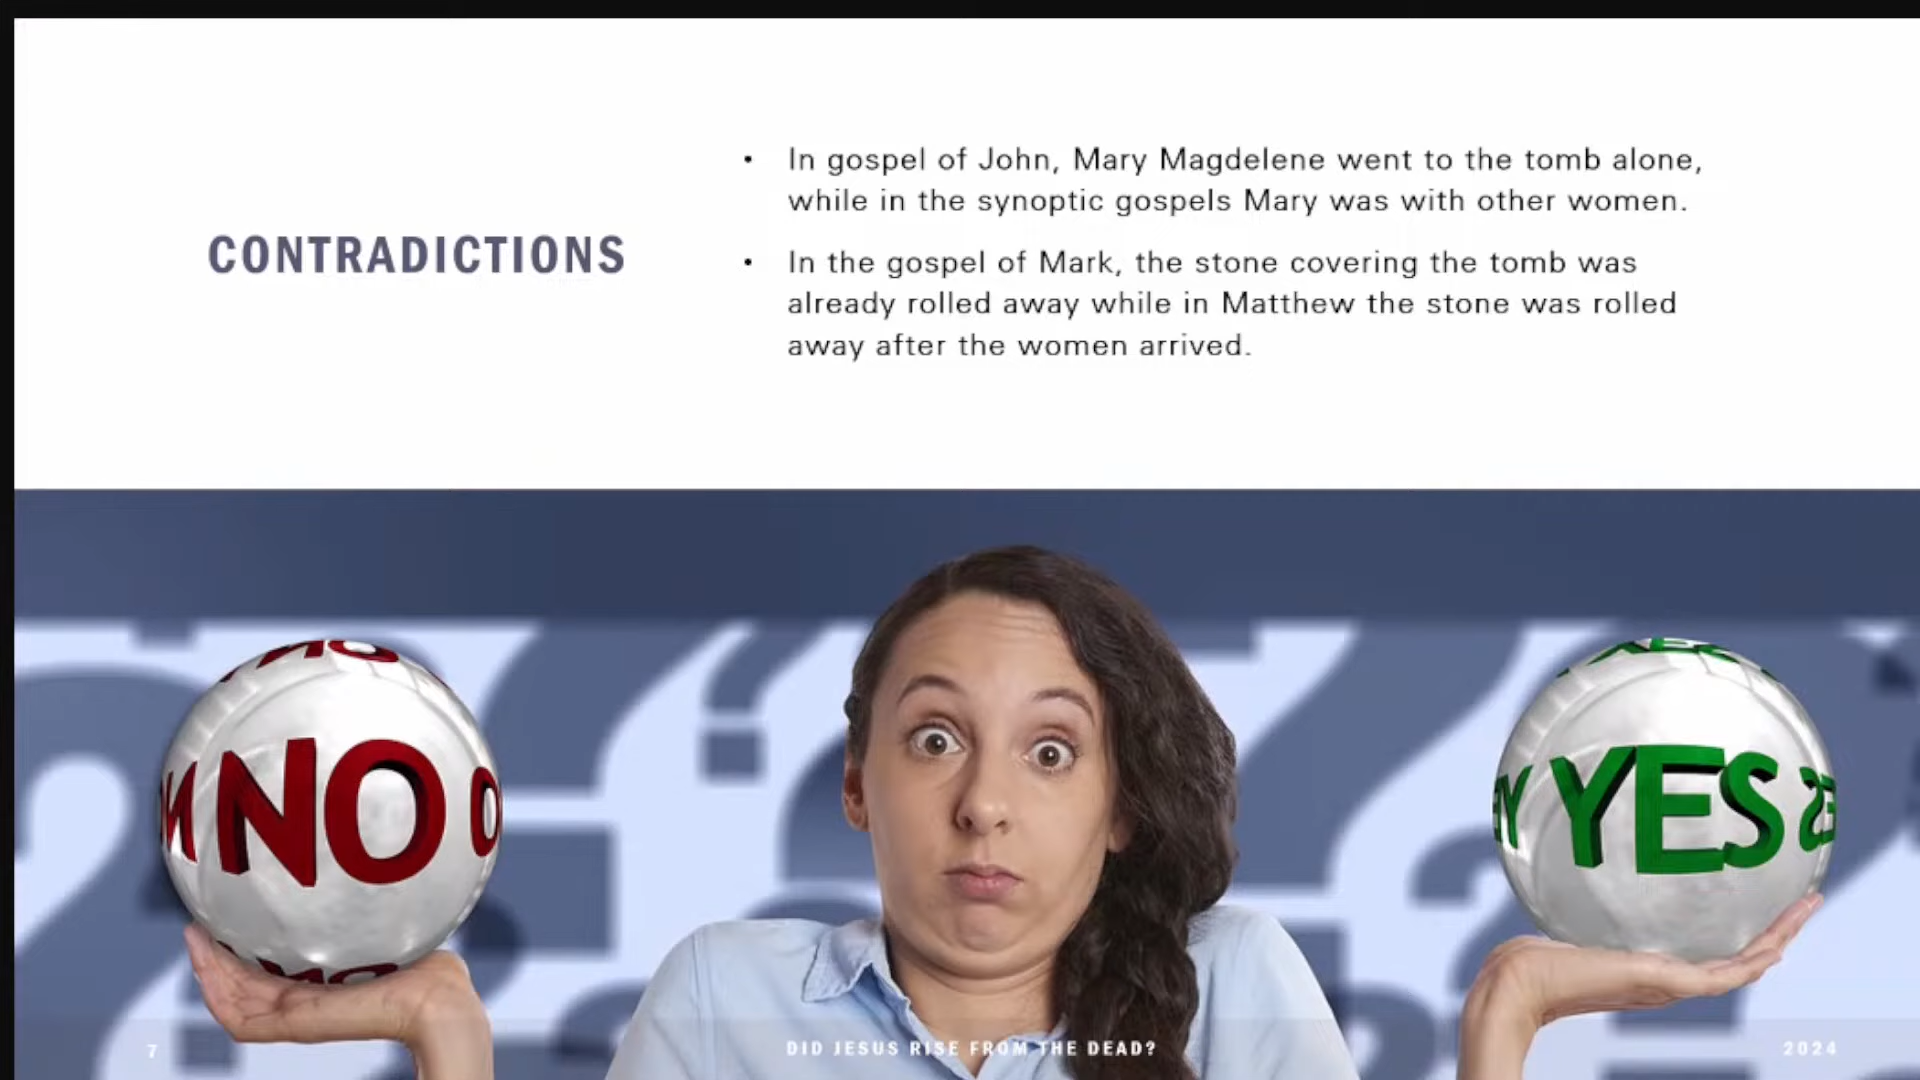 CONTRADICTIONS
• In gospel of John, Mary Magdelene went to the tomb alone,
while in the synoptic gospels Mary was with other women.
• In the gospel of Mark, the stone covering the tomb was
already rolled away while in Matthew the stone was rolled
away after the women arrived.
NO
YES
7
DID JESUS RISE FROM THE DEAD?
2024